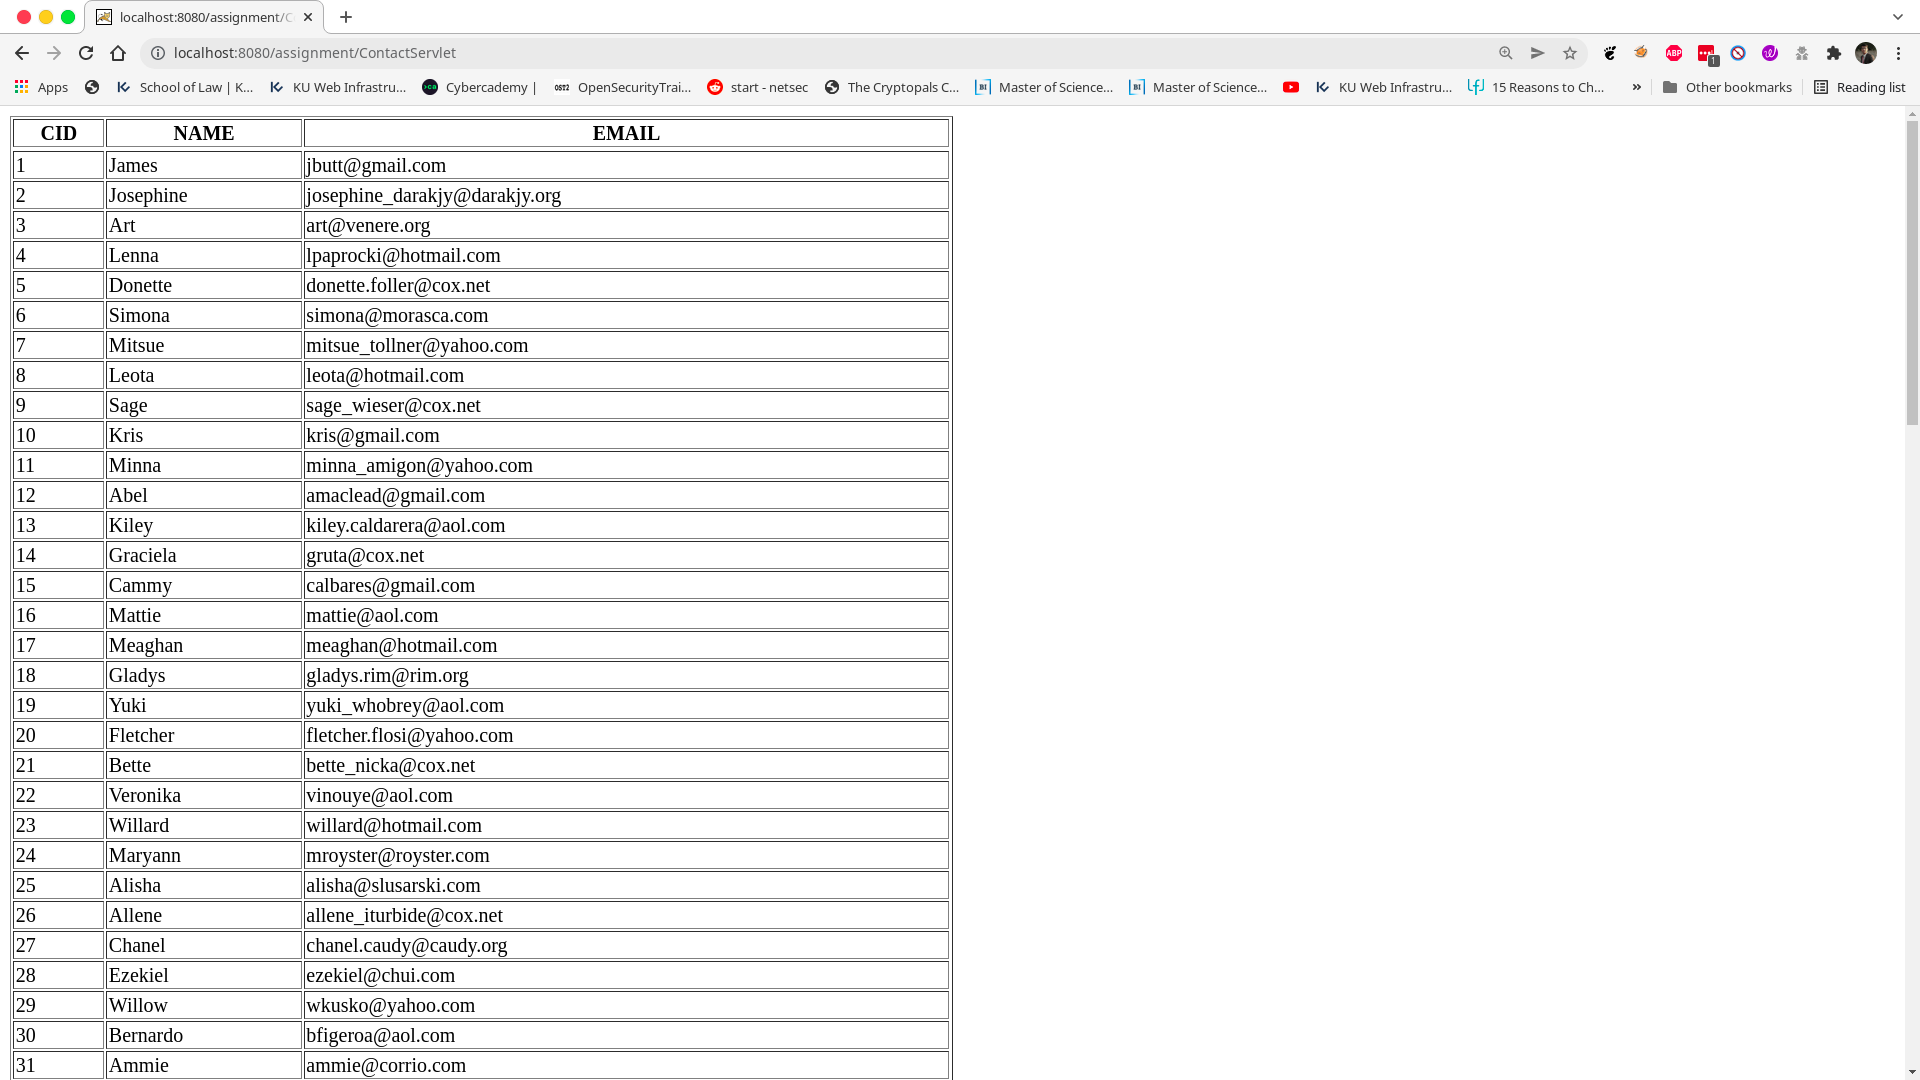 localhost:8080/assignment/C
localhost:8080/assignment/ContactServlet
ABP
1
Apps
School of Law | K...
KU Web Infrastru...
Cybercademy |
OST2
OpenSecurityTrai...
start - netsec
The Cryptopals C...
BI
Master of Science...
BI
Master of Science...
KU Web Infrastru...
15 Reasons to Ch...
»
Other bookmarks
Reading list
CID NAME EMAIL
1 James jbutt@gmail.com
2 Josephine josephine_darakjy@darakjy.org
3 Art art@venere.org
4 Lenna lpaprocki@hotmail.com
5 Donette donette.foller@cox.net
6 Simona simona@morasca.com
7 Mitsue mitsue_tollner@yahoo.com
8 Leota leota@hotmail.com
9 Sage sage_wieser@cox.net
10 Kris kris@gmail.com
11 Minna minna_amigon@yahoo.com
12 Abel amaclead@gmail.com
13 Kiley kiley.caldarera@aol.com
14 Graciela gruta@cox.net
15 Cammy calbares@gmail.com
16 Mattie mattie@aol.com
17 Meaghan meaghan@hotmail.com
18 Gladys gladys.rim@rim.org
19 Yuki yuki_whobrey@aol.com
20 Fletcher fletcher.flosi@yahoo.com
21 Bette bette_nicka@cox.net
22 Veronika vinouye@aol.com
23 Willard willard@hotmail.com
24 Maryann mroyster@royster.com
25 Alisha alisha@slusarski.com
26 Allene allene_iturbide@cox.net
27 Chanel chanel.caudy@caudy.org
28 Ezekiel ezekiel@chui.com
29 Willow wkusko@yahoo.com
30 Bernardo bfigeroa@aol.com
31 Ammie ammie@corrio.com